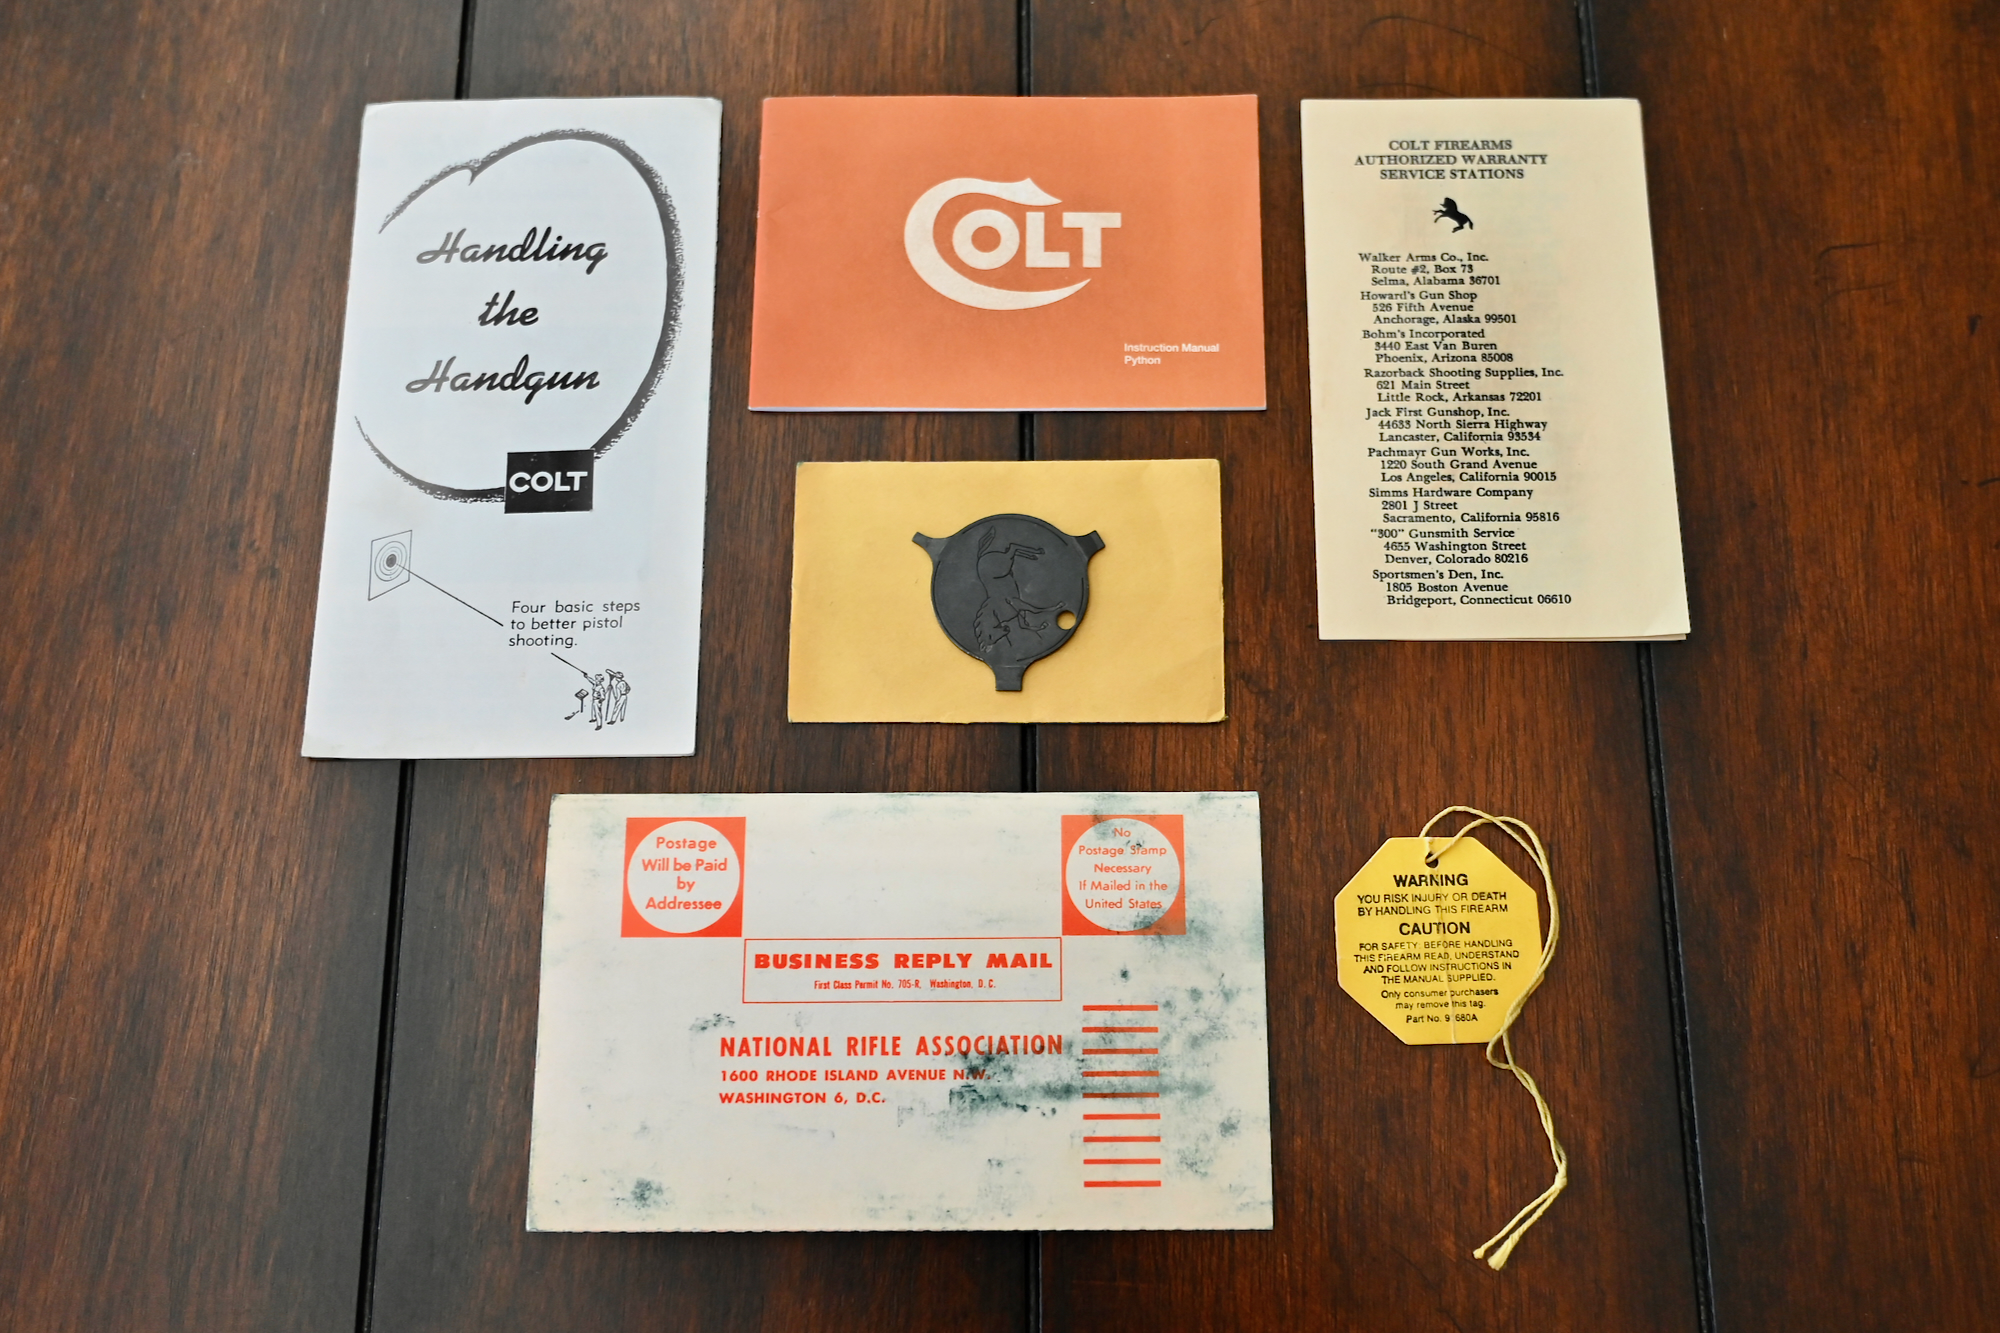 Handling
the
Handgun
COLT
Four basic steps
to better pistol
shooting.
COLT
Instruction Manual
Python
COLT FIREARMS
AUTHORIZED WARRANTY
SERVICE STATIONS
Walker Arms Co., Inc.
Route #2, Box 73
Selma, Alabama 36701
Howard's Gun Shop
526 Fifth Avenue
Anchorage, Alaska 99501
Bohm's Incorporated
3440 East Van Buren
Phoenix, Arizona 85008
Razorback Shooting Supplies, Inc.
621 Main Street
Little Rock, Arkansas 72201
Jack First Gunshop, Inc.
44633 North Sierra Highway
Lancaster, California 93534
Pachmayr Gun Works, Inc.
1220 South Grand Avenue
Los Angeles, California 90015
Simms Hardware Company
2801 J Street
Sacramento, California 95816
"300" Gunsmith Service
4655 Washington Street
Denver, Colorado 80216
Sportsmen's Den, Inc.
1805 Boston Avenue
Bridgeport, Connecticut 06610
Postage
Will be Paid
by
Addressee
No
Postage Stamp
Necessary
If Mailed in the
United States
BUSINESS REPLY MAIL
First Class Permit No. 705-R, Washington, D. C.
NATIONAL RIFLE ASSOCIATION
1600 RHODE ISLAND AVENUE N.W.
WASHINGTON 6, D.C.
WARNING
YOU RISK INJURY OR DEATH
BY HANDLING THIS FIREARM
CAUTION
FOR SAFETY: BEFORE HANDLING
THIS FIREARM READ, UNDERSTAND
AND FOLLOW INSTRUCTIONS IN
THE MANUAL SUPPLIED.
Only consumer purchasers
may remove this tag.
Part No.